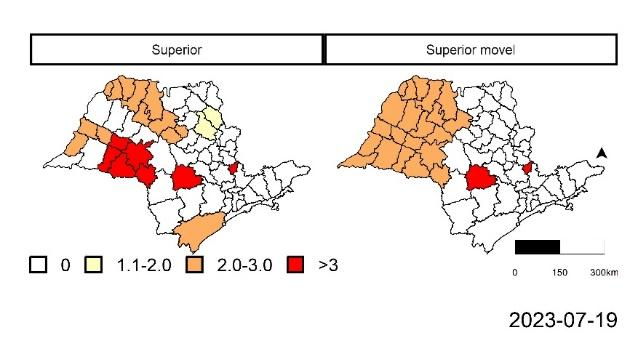 Superior
Superior movel
0 1.1-2.0 2.0-3.0 >3
0 150 300km
2023-07-19